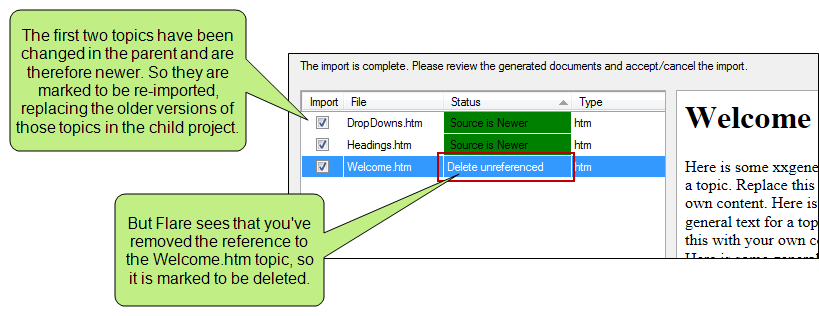 The first two topics have been
changed in the parent and are
therefore newer. So they are
marked to be re-imported,
replacing the older versions of
those topics in the child project.
The import is complete. Please review the generated documents and accept/cancel the import.
Import File Status Type
DropDowns.htm Source is Newer htm
Headings.htm Source is Newer htm
Welcome.htm Delete unreferenced htm
Welcome
Here is some xxgene
a topic. Replace this
own content. Here is
general text for a top
this with your own co
Here is some general
But Flare sees that you've
removed the reference to
the Welcome.htm topic, so
it is marked to be deleted.